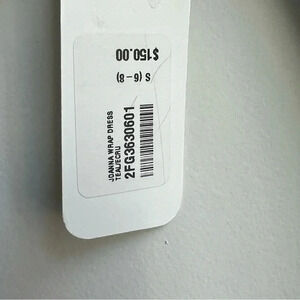 JOANNA WRAP DRESS
TEAL/ECRU
2FG3630601
S (6-8)
$150.00